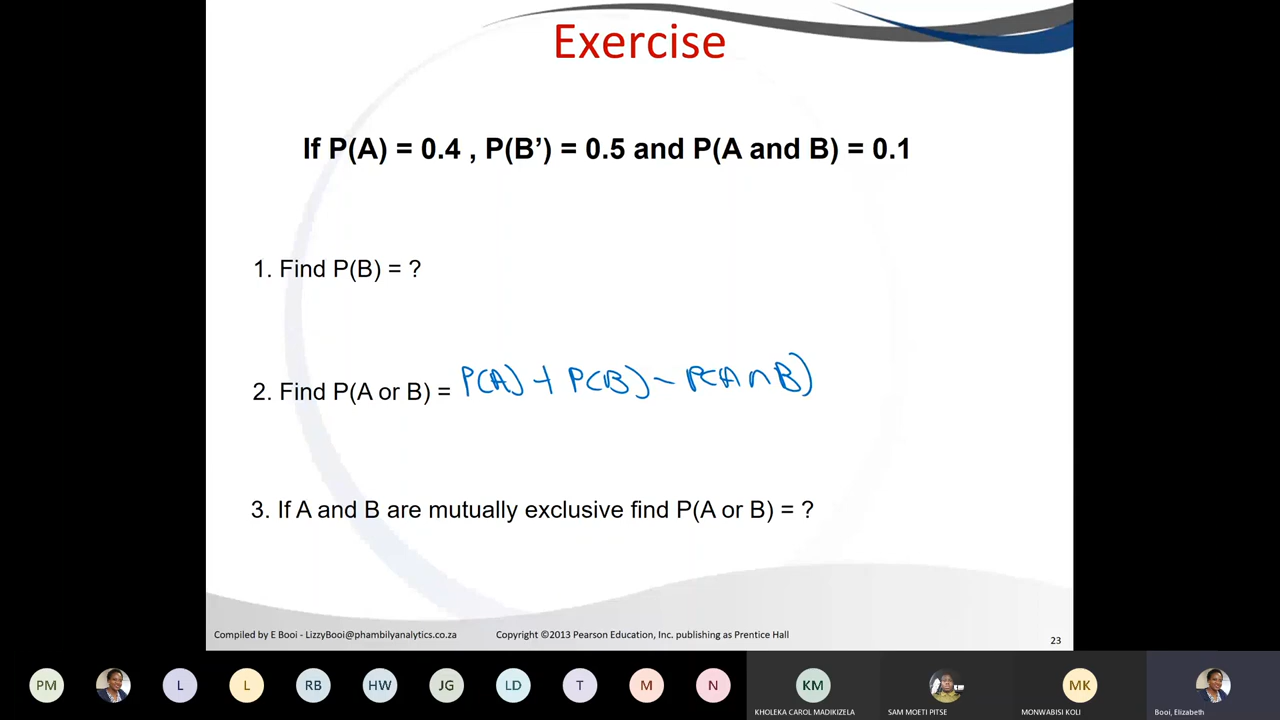 Exercise
If P(A) = 0.4 , P(B’) = 0.5 and P(A and B) = 0.1
1. Find P(B) = ?
2. Find P(A or B) = P(A) + P(B) - P(A ∩ B)
3. If A and B are mutually exclusive find P(A or B) = ?
Compiled by E Booi - LizzyBooi@phambilyanalytics.co.za Copyright ©2013 Pearson Education, Inc. publishing as Prentice Hall 23
PM L L RB HW JG LD T M N KM MK
KHOLEKA CAROL MADIKIZELA SAM MOETI PITSE MONWABISI KOLI Booi, Elizabeth